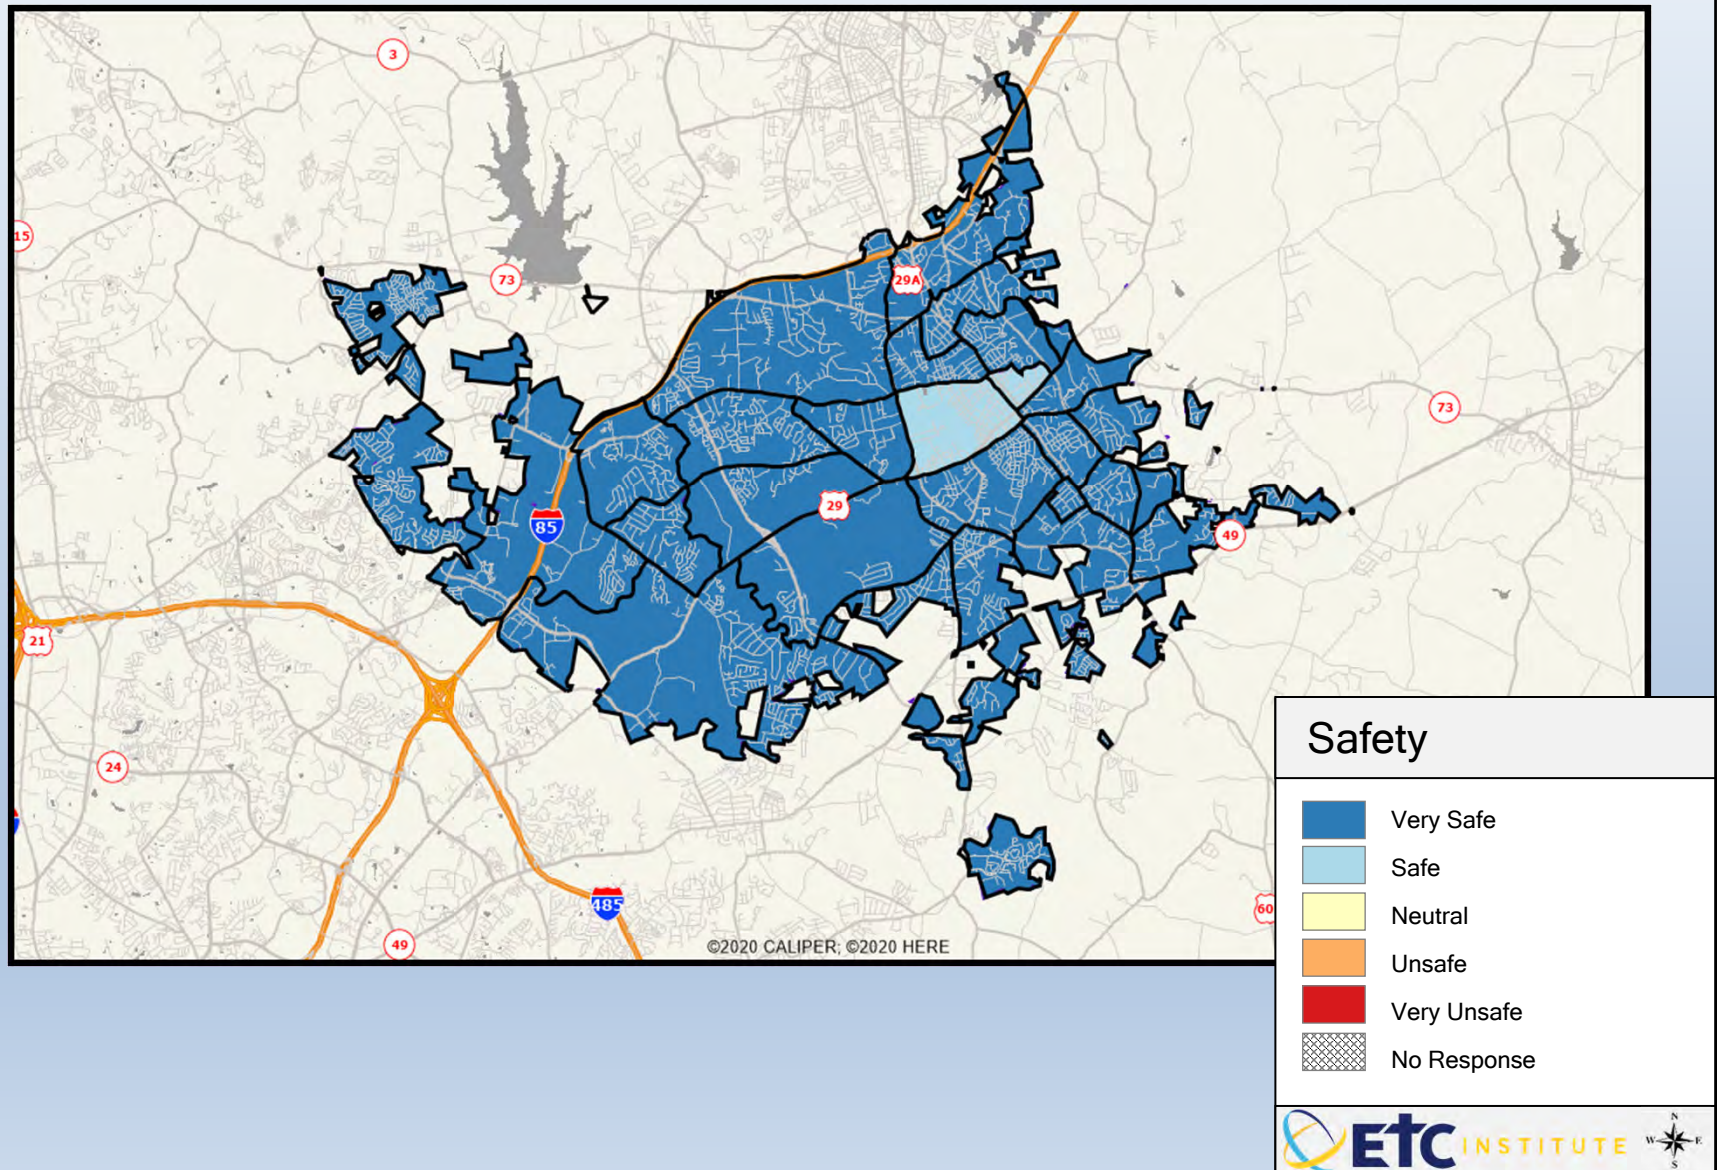 3
15
73
29A
73
29
85
49
21
24
485
49
60
©2020 CALIPER; ©2020 HERE
Safety
Very Safe
Safe
Neutral
Unsafe
Very Unsafe
No Response
ETC INSTITUTE
N
W E
S